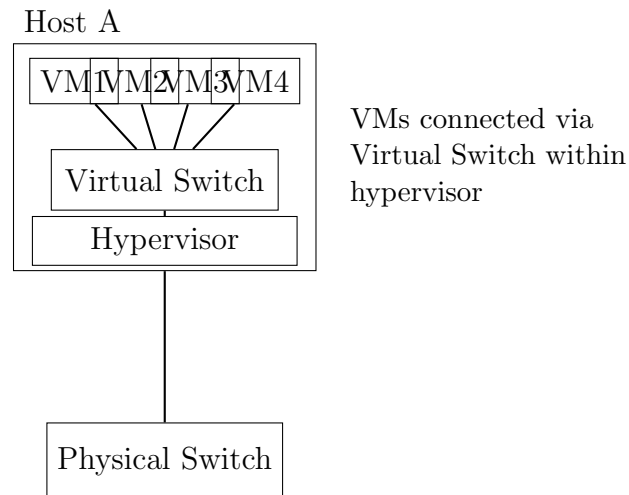 Host A
VM1 VM2 VM3 VM4
VMs connected via
Virtual Switch within
hypervisor
Virtual Switch
Hypervisor
Physical Switch